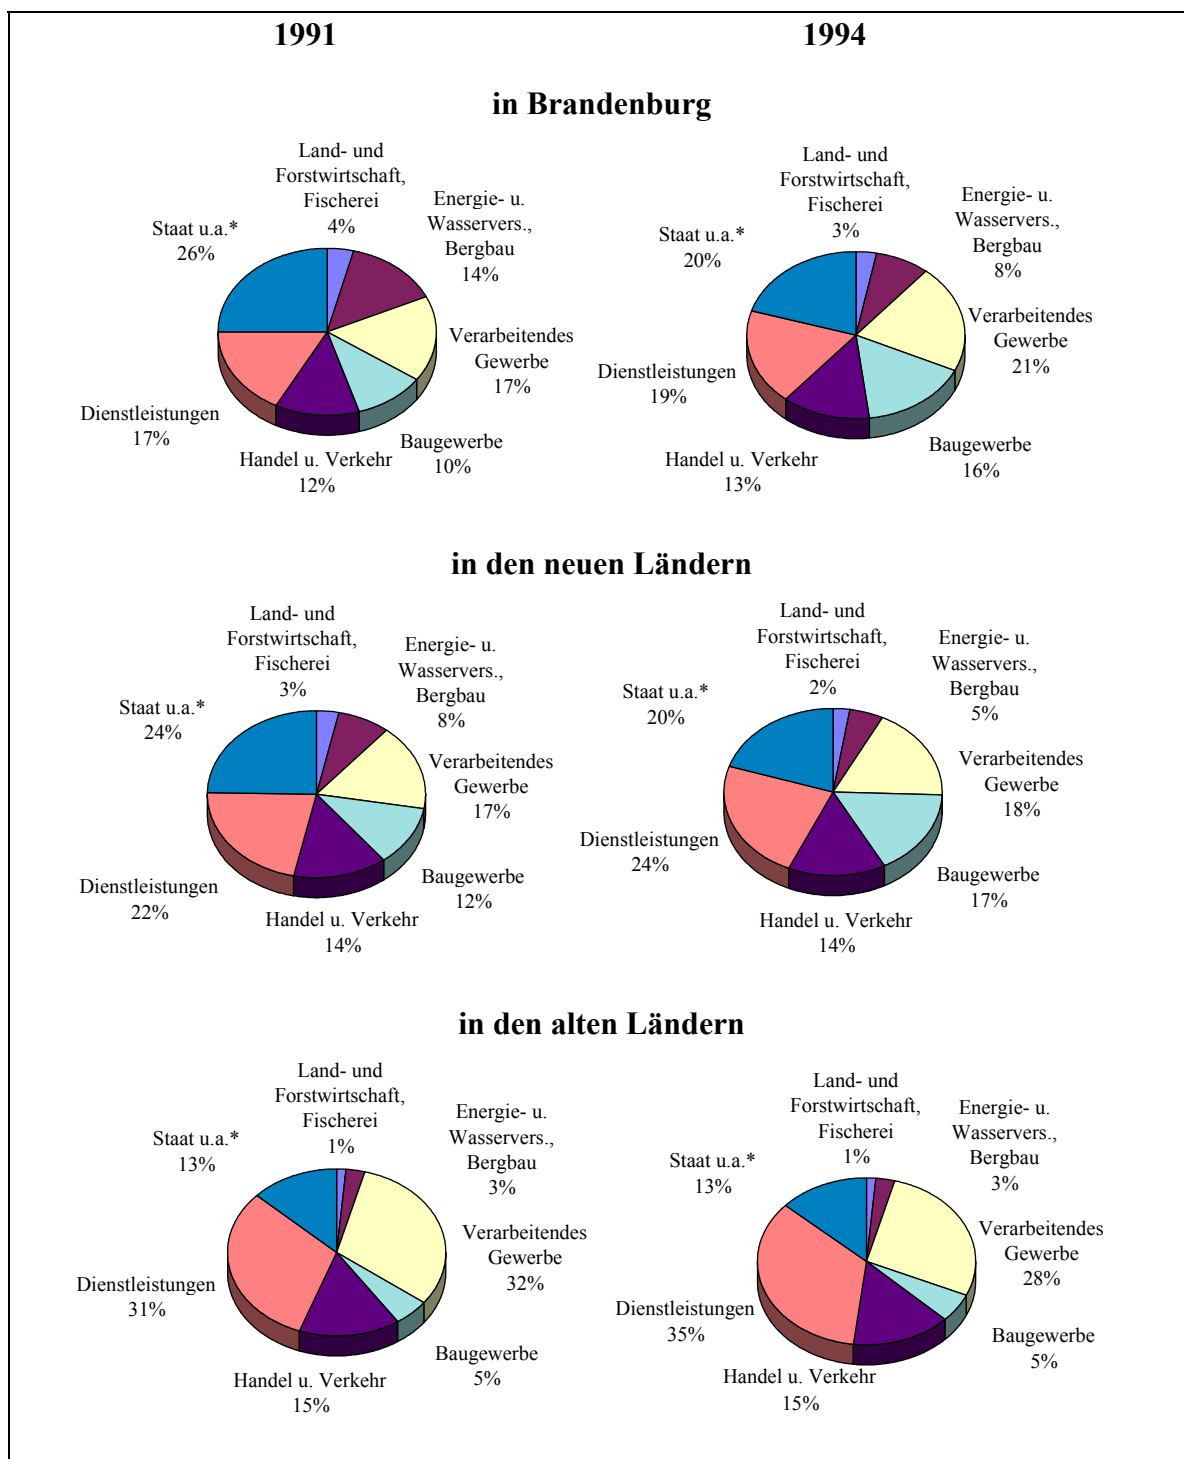 1991
1994
in Brandenburg
Land- und
Forstwirtschaft,
Fischerei
4%
Energie- u.
Wasservers.,
Bergbau
14%
Verarbeitendes
Gewerbe
17%
Baugewerbe
10%
Handel u. Verkehr
12%
Dienstleistungen
17%
Staat u.a.*
26%
Land- und
Forstwirtschaft,
Fischerei
3%
Energie- u.
Wasservers.,
Bergbau
8%
Verarbeitendes
Gewerbe
21%
Baugewerbe
16%
Handel u. Verkehr
13%
Dienstleistungen
19%
Staat u.a.*
20%
in den neuen Ländern
Land- und
Forstwirtschaft,
Fischerei
3%
Energie- u.
Wasservers.,
Bergbau
8%
Verarbeitendes
Gewerbe
17%
Baugewerbe
12%
Handel u. Verkehr
14%
Dienstleistungen
22%
Staat u.a.*
24%
Land- und
Forstwirtschaft,
Fischerei
2%
Energie- u.
Wasservers.,
Bergbau
5%
Verarbeitendes
Gewerbe
18%
Baugewerbe
17%
Handel u. Verkehr
14%
Dienstleistungen
24%
Staat u.a.*
20%
in den alten Ländern
Land- und
Forstwirtschaft,
Fischerei
1%
Energie- u.
Wasservers.,
Bergbau
3%
Verarbeitendes
Gewerbe
32%
Baugewerbe
5%
Handel u. Verkehr
15%
Dienstleistungen
31%
Staat u.a.*
13%
Land- und
Forstwirtschaft,
Fischerei
1%
Energie- u.
Wasservers.,
Bergbau
3%
Verarbeitendes
Gewerbe
28%
Baugewerbe
5%
Handel u. Verkehr
15%
Dienstleistungen
35%
Staat u.a.*
13%